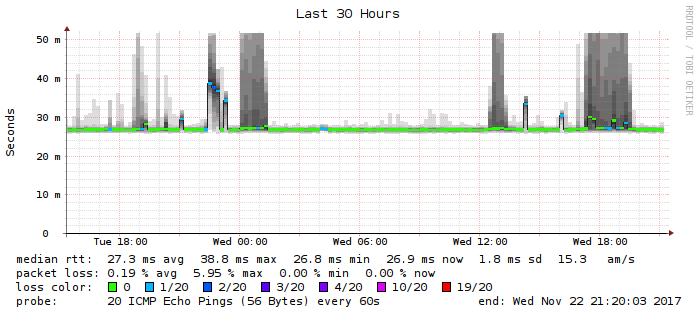 Last 30 Hours
RRDTOOL / TOBI OETIKER
Seconds
50 m
40 m
30 m
20 m
10 m
0
Tue 18:00 Wed 00:00 Wed 06:00 Wed 12:00 Wed 18:00
median rtt: 27.3 ms avg 38.8 ms max 26.8 ms min 26.9 ms now 1.8 ms sd 15.3 am/s
packet loss: 0.19 % avg 5.95 % max 0.00 % min 0.00 % now
loss color: 0 1/20 2/20 3/20 4/20 10/20 19/20
probe: 20 ICMP Echo Pings (56 Bytes) every 60s end: Wed Nov 22 21:20:03 2017